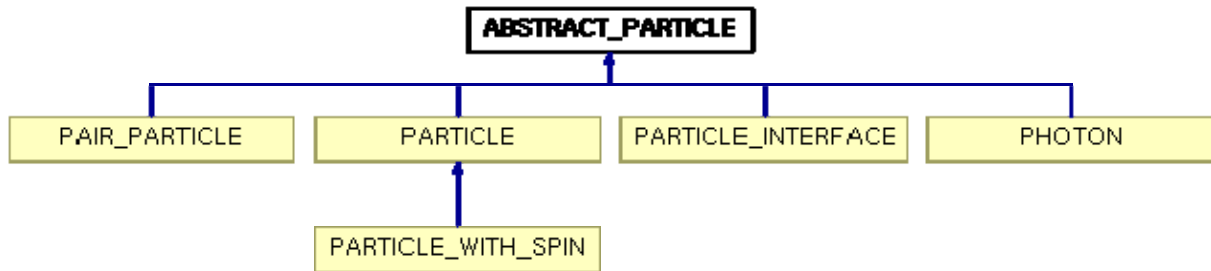 ABSTRACT_PARTICLE
PAIR_PARTICLE
PARTICLE
PARTICLE_INTERFACE
PHOTON
PARTICLE_WITH_SPIN